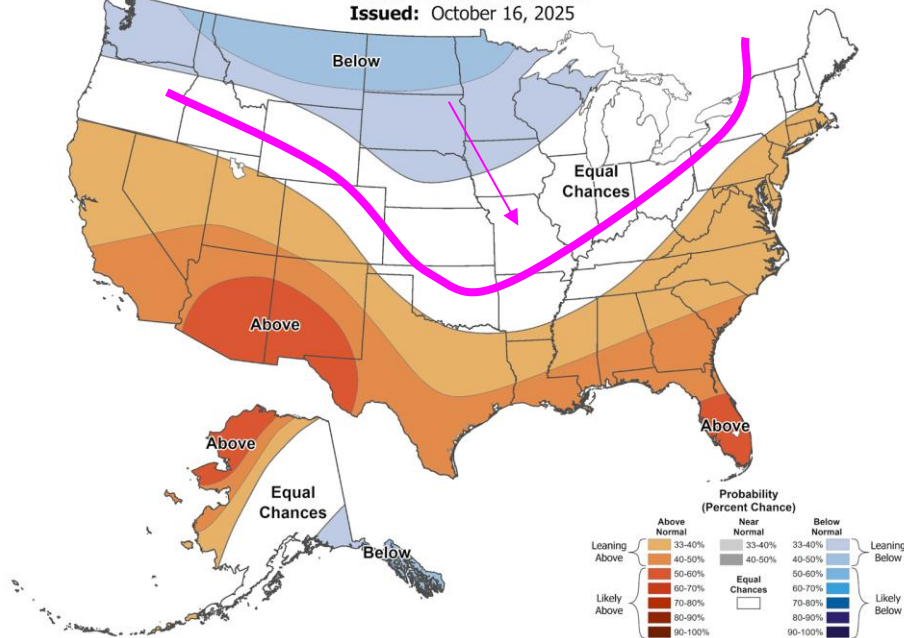 Issued: October 16, 2025
Below
Equal
Chances
Above
Above
Above
Equal
Chances
Below
Probability
(Percent Chance)
Above
Normal
Near
Normal
Below
Normal
Leaning
Above
33-40%
40-50%
33-40%
40-50%
33-40%
40-50%
Leaning
Below
Likely
Above
50-60%
60-70%
70-80%
80-90%
90-100%
Equal
Chances
50-60%
60-70%
70-80%
80-90%
90-100%
Likely
Below